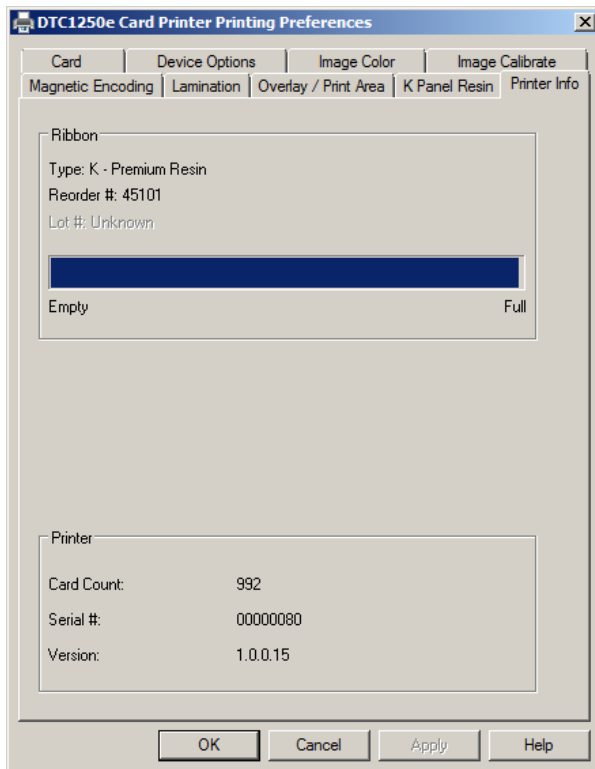 DTC1250e Card Printer Printing Preferences
Card Device Options Image Color Image Calibrate
Magnetic Encoding Lamination Overlay / Print Area K Panel Resin Printer Info
Ribbon
Type: K - Premium Resin
Reorder #: 45101
Lot #: Unknown
Empty Full
Printer
Card Count: 992
Serial #: 00000080
Version: 1.0.0.15
OK Cancel Apply Help